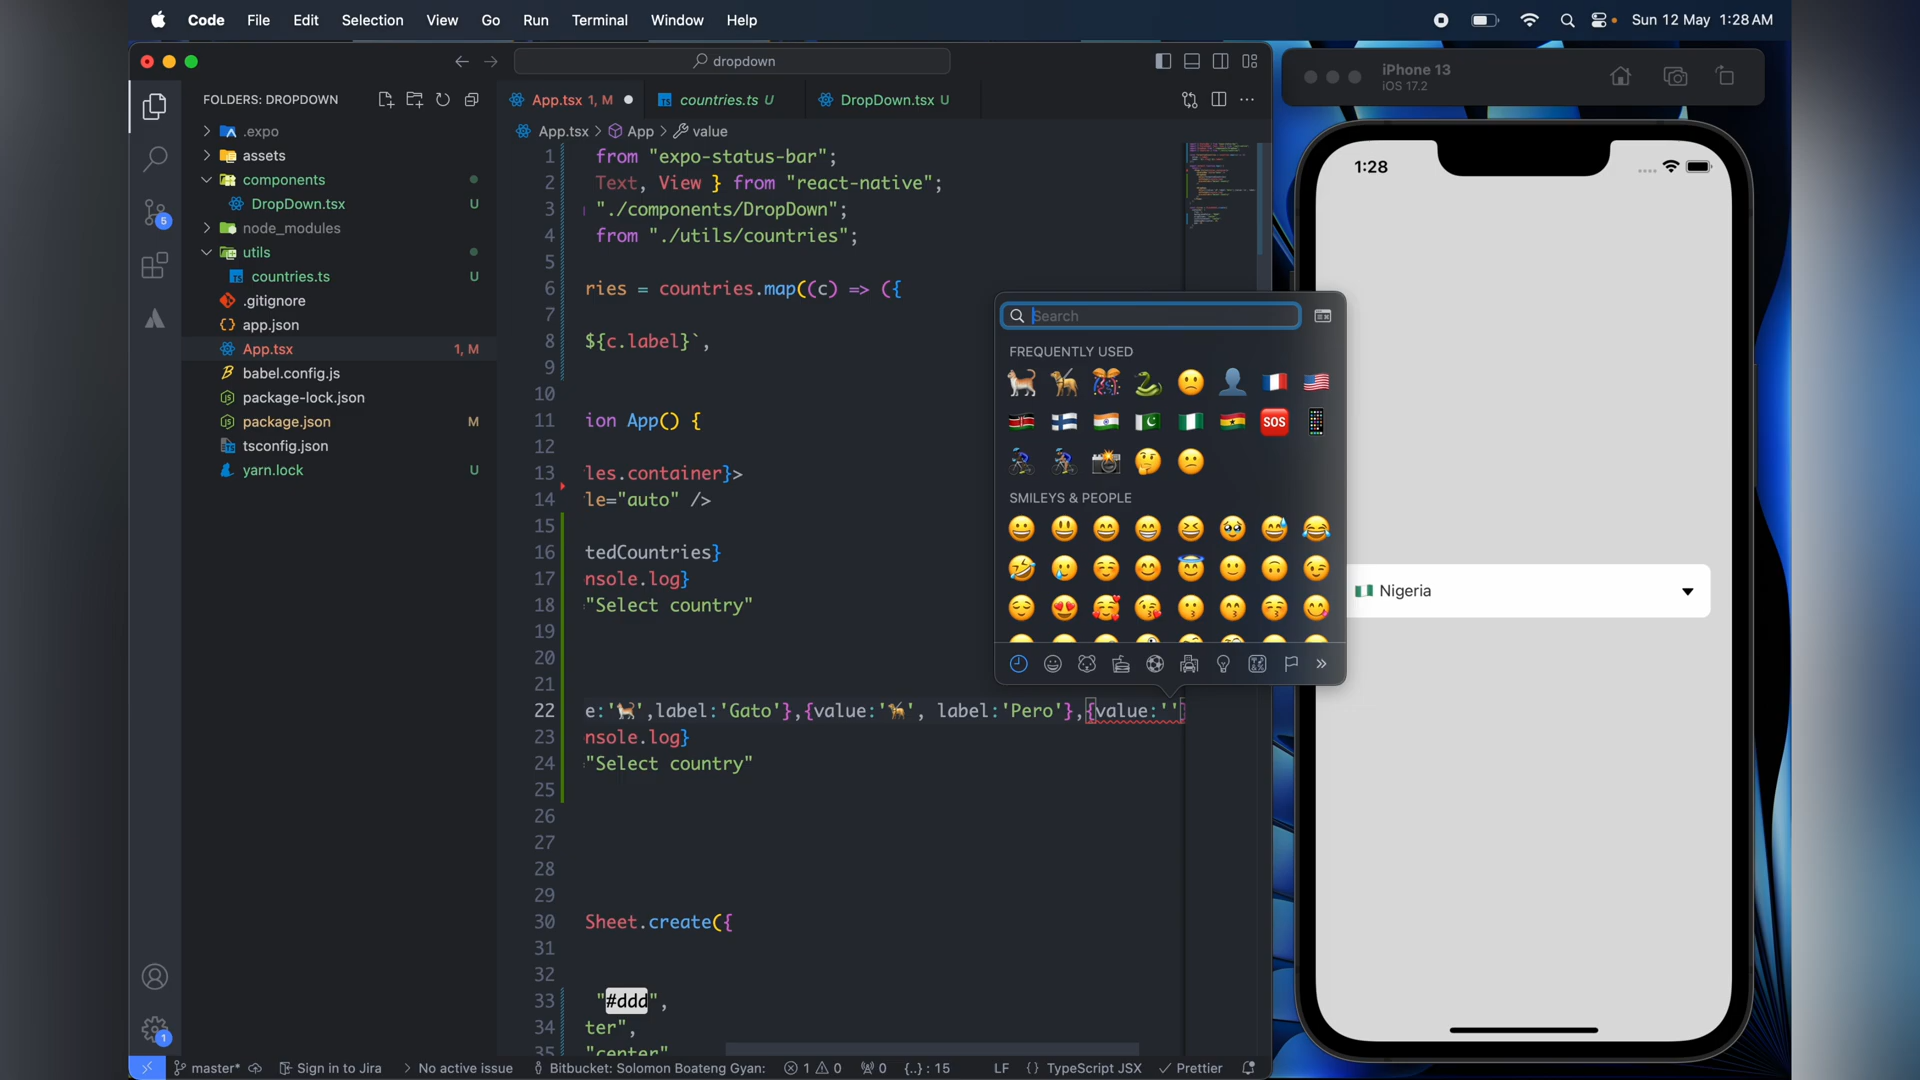 Code File Edit Selection View Go Run Terminal Window Help
Sun 12 May 1:28 AM
dropdown
iPhone 13
iOS 17.2
FOLDERS: DROPDOWN
App.tsx 1, M
countries.ts U
DropDown.tsx U
App.tsx > App > value
.expo
assets
components
DropDown.tsx U
node_modules
utils
countries.ts U
.gitignore
app.json
App.tsx 1, M
babel.config.js
package-lock.json
package.json M
tsconfig.json
yarn.lock U
5
1
1 from "expo-status-bar";
2 Text, View } from "react-native";
3 "./components/DropDown";
4 from "./utils/countries";
5
6 ries = countries.map((c) => ({
7
8 ${c.label}`,
9
10
11 ion App() {
12
13 les.container}>
14 le="auto" />
15
16 tedCountries}
17 nsole.log}
18 "Select country"
19
20
21
22 e:'🐈',label:'Gato'},{value:'🦮', label:'Pero'},{value:''}
23 nsole.log}
24 "Select country"
25
26
27
28
29
30 Sheet.create({
31
32
33 "#ddd",
34 ter",
35 "center"
Search
FREQUENTLY USED
SOS
SMILEYS & PEOPLE
1:28
Nigeria
master* Sign in to Jira > No active issue Bitbucket: Solomon Boateng Gyan: 1 0 0 {..} : 15 LF {} TypeScript JSX Prettier